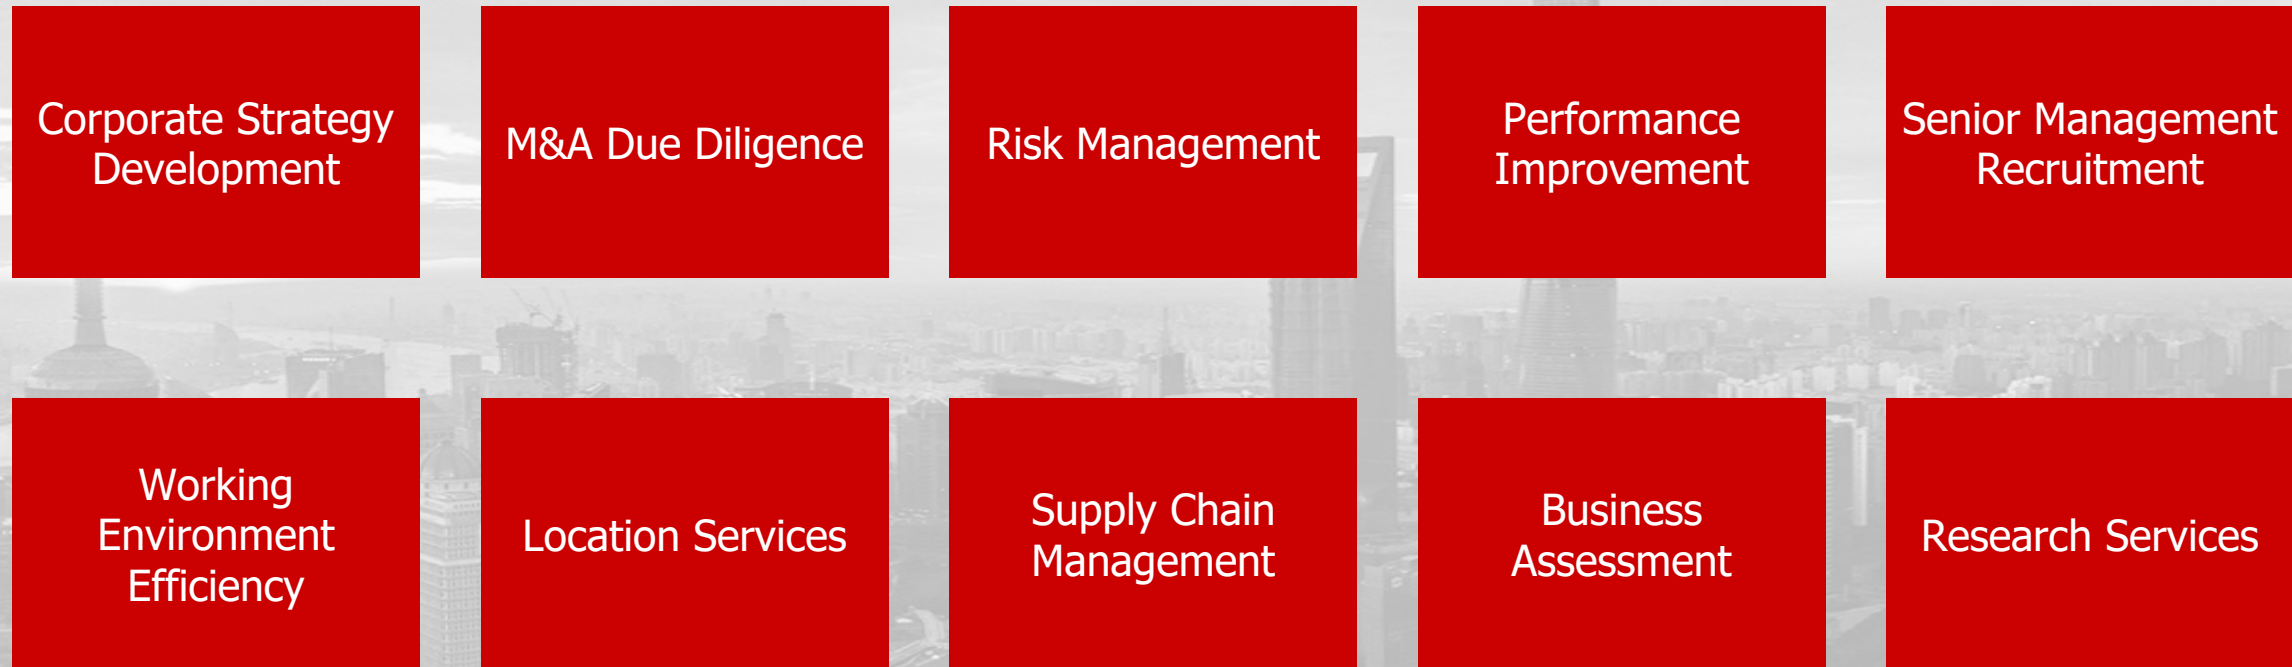 Corporate Strategy
Development
M&A Due Diligence
Risk Management
Performance
Improvement
Senior Management
Recruitment
Working
Environment
Efficiency
Location Services
Supply Chain
Management
Business
Assessment
Research Services